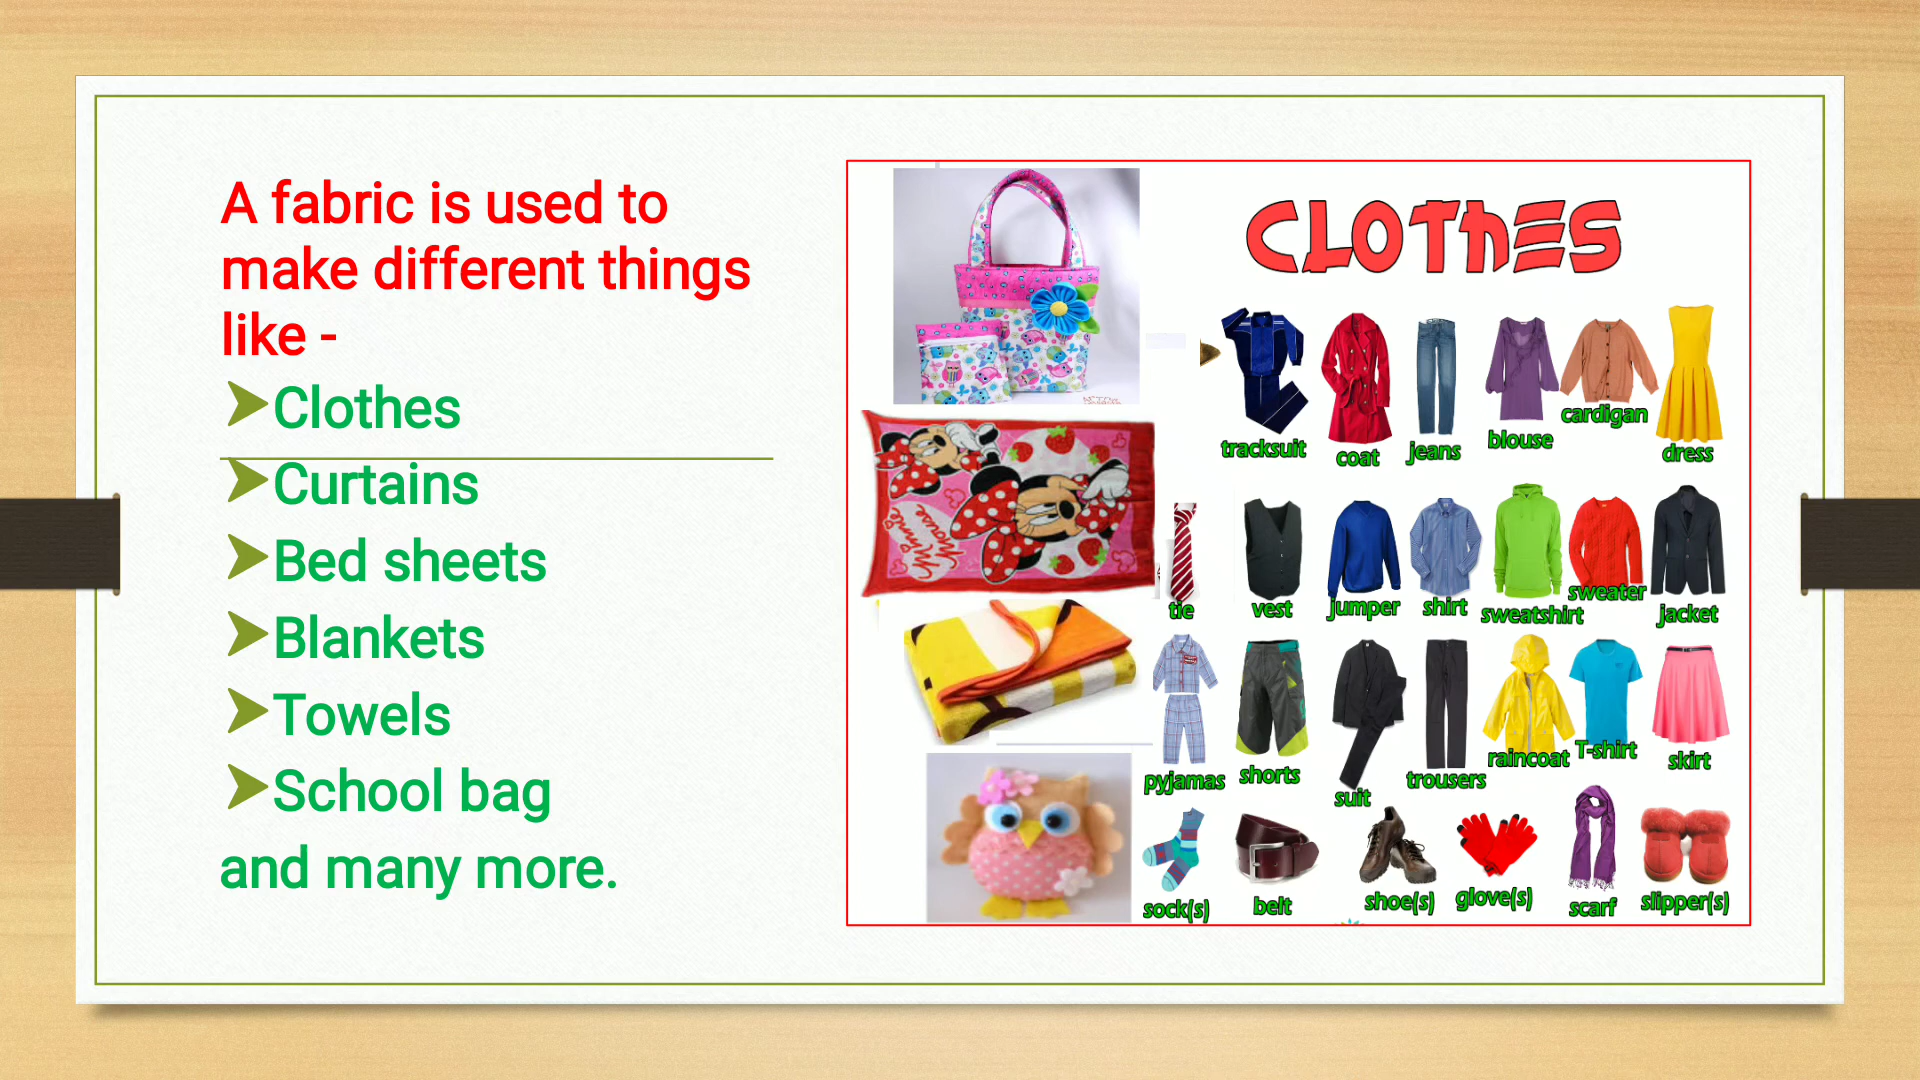 A fabric is used to
make different things
like -
➤Clothes
➤Curtains
➤Bed sheets
➤Blankets
➤Towels
➤School bag
and many more.
CLOTHES
tracksuit
coat
jeans
blouse
cardigan
dress
Minnie
Mouse
tie
vest
jumper
shirt
sweatshirt
sweater
jacket
pyjamas
shorts
suit
trousers
raincoat
T-shirt
skirt
sock(s)
belt
shoe(s)
glove(s)
scarf
slipper(s)